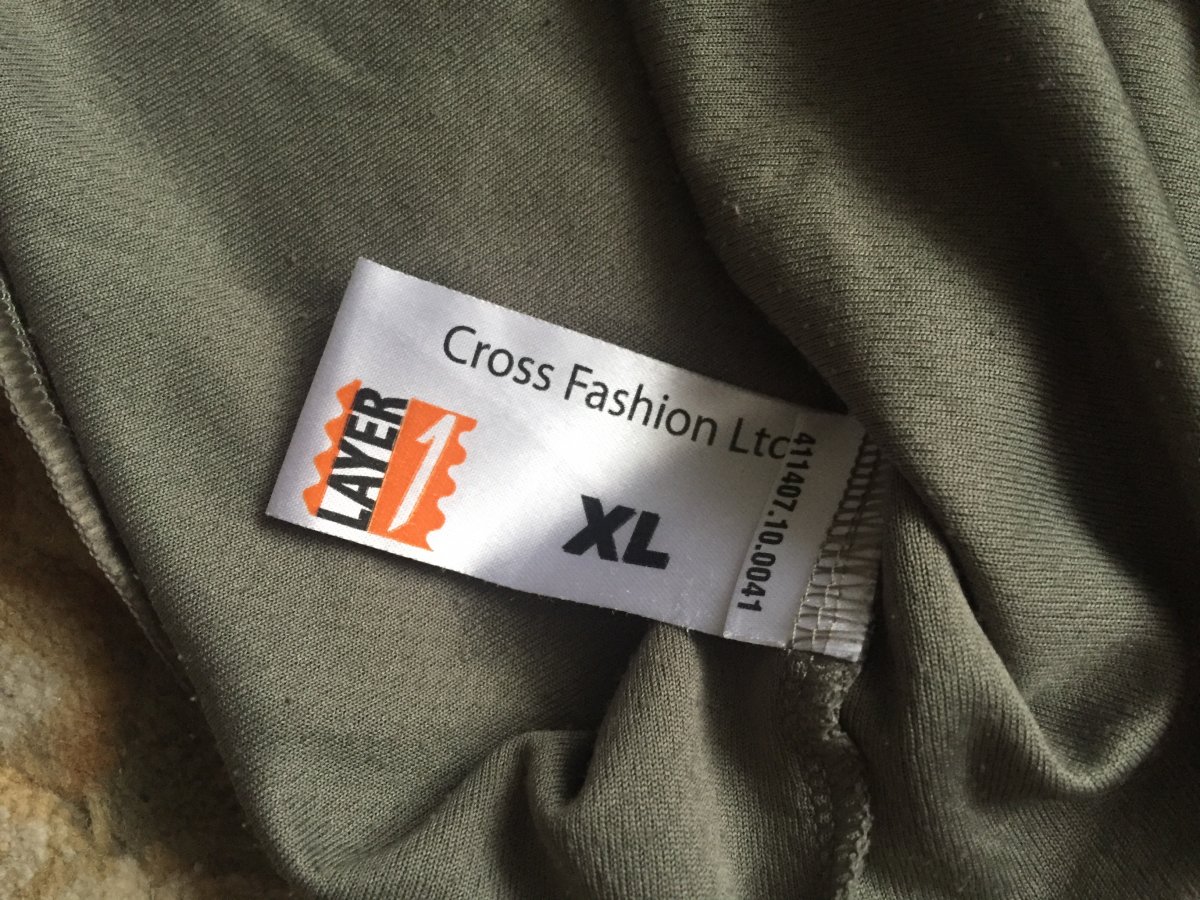 Cross Fashion Ltd
LAYER
1
XL
411407.10.0041